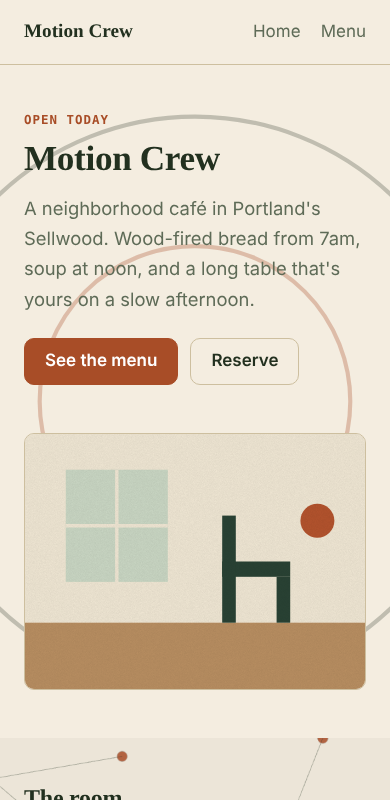 Motion Crew
Home Menu
OPEN TODAY
Motion Crew
A neighborhood café in Portland's
Sellwood. Wood-fired bread from 7am,
soup at noon, and a long table that's
yours on a slow afternoon.
See the menu
Reserve
The room